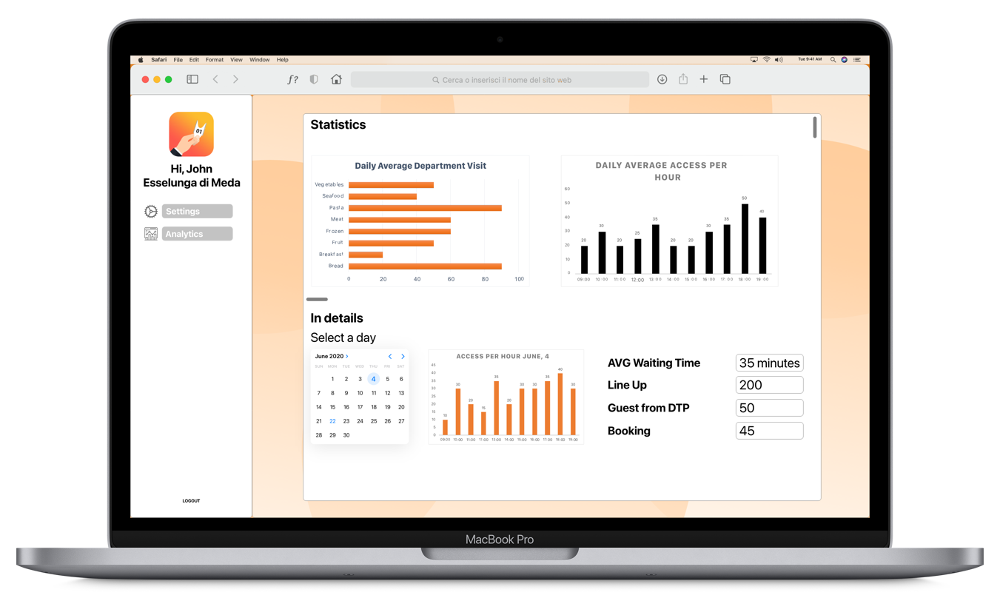 Safari File Edit Format View Window Help
Tue 9:41 AM
Cerca o inserisci il nome del sito web
01
Hi, John
Esselunga di Meda
Settings
Analytics
LOGOUT
Statistics
Daily Average Department Visit
Vegetables
Seafood
Pasta
Meat
Frozen
Fruit
Breakfast
Bread
0 20 40 60 80 100
DAILY AVERAGE ACCESS PER
HOUR
60
50
40
30
20
10
0
20 30 20 25 35 20 20 30 35 50 40
09:00 10:00 11:00 12:00 13:00 14:00 15:00 16:00 17:00 18:00 19:00
In details
Select a day
June 2020
SUN MON TUE WED THU FRI SAT
1 2 3 4 5 6
7 8 9 10 11 12 13
14 15 16 17 18 19 20
21 22 23 24 25 26 27
28 29 30
ACCESS PER HOUR JUNE, 4
45
40
35
30
25
20
15
10
5
0
10 30 20 15 35 20 30 30 35 40 30
09:00 10:00 11:00 12:00 13:00 14:00 15:00 16:00 17:00 18:00 19:00
AVG Waiting Time 35 minutes
Line Up 200
Guest from DTP 50
Booking 45
MacBook Pro